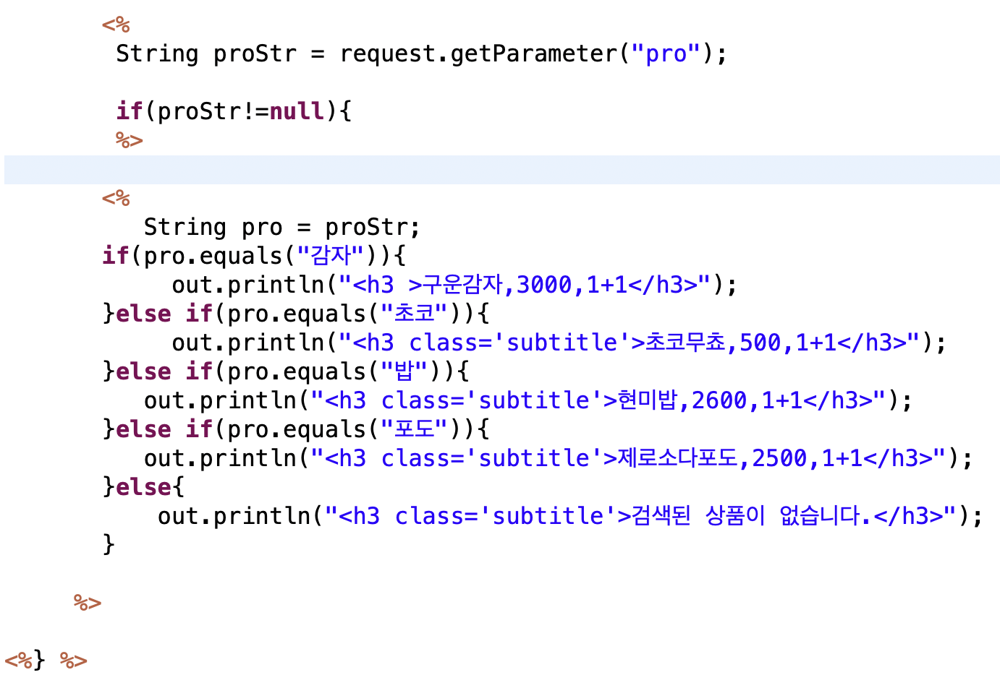 <%
String proStr = request.getParameter("pro");
if(proStr!=null){
%>
<%
String pro = proStr;
if(pro.equals("감자")){
out.println("<h3 >구운감자,3000,1+1</h3>");
}else if(pro.equals("초코")){
out.println("<h3 class='subtitle'>초코무쵸,500,1+1</h3>");
}else if(pro.equals("밥")){
out.println("<h3 class='subtitle'>현미밥,2600,1+1</h3>");
}else if(pro.equals("포도")){
out.println("<h3 class='subtitle'>제로소다포도,2500,1+1</h3>");
}else{
out.println("<h3 class='subtitle'>검색된 상품이 없습니다.</h3>");
}
%>
<%} %>